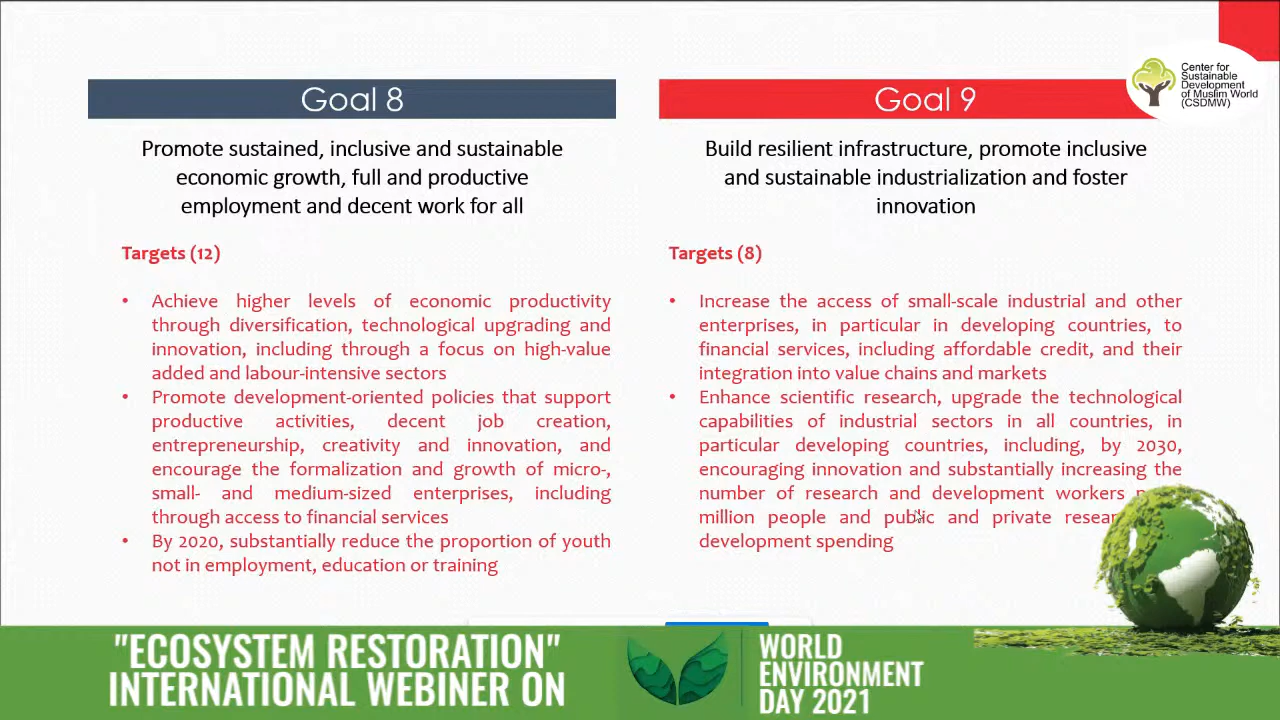 Goal 8
Promote sustained, inclusive and sustainable
economic growth, full and productive
employment and decent work for all
Targets (12)
• Achieve higher levels of economic productivity
through diversification, technological upgrading and
innovation, including through a focus on high-value
added and labour-intensive sectors
• Promote development-oriented policies that support
productive activities, decent job creation,
entrepreneurship, creativity and innovation, and
encourage the formalization and growth of micro-,
small- and medium-sized enterprises, including
through access to financial services
• By 2020, substantially reduce the proportion of youth
not in employment, education or training
Goal 9
Build resilient infrastructure, promote inclusive
and sustainable industrialization and foster
innovation
Targets (8)
• Increase the access of small-scale industrial and other
enterprises, in particular in developing countries, to
financial services, including affordable credit, and their
integration into value chains and markets
• Enhance scientific research, upgrade the technological
capabilities of industrial sectors in all countries, in
particular developing countries, including, by 2030,
encouraging innovation and substantially increasing the
number of research and development workers
million people and public and private
development spending
Center for
Sustainable
Development
of Muslim World
(CSDMW)
"ECOSYSTEM RESTORATION"
INTERNATIONAL WEBINER ON
WORLD
ENVIRONMENT
DAY 2021